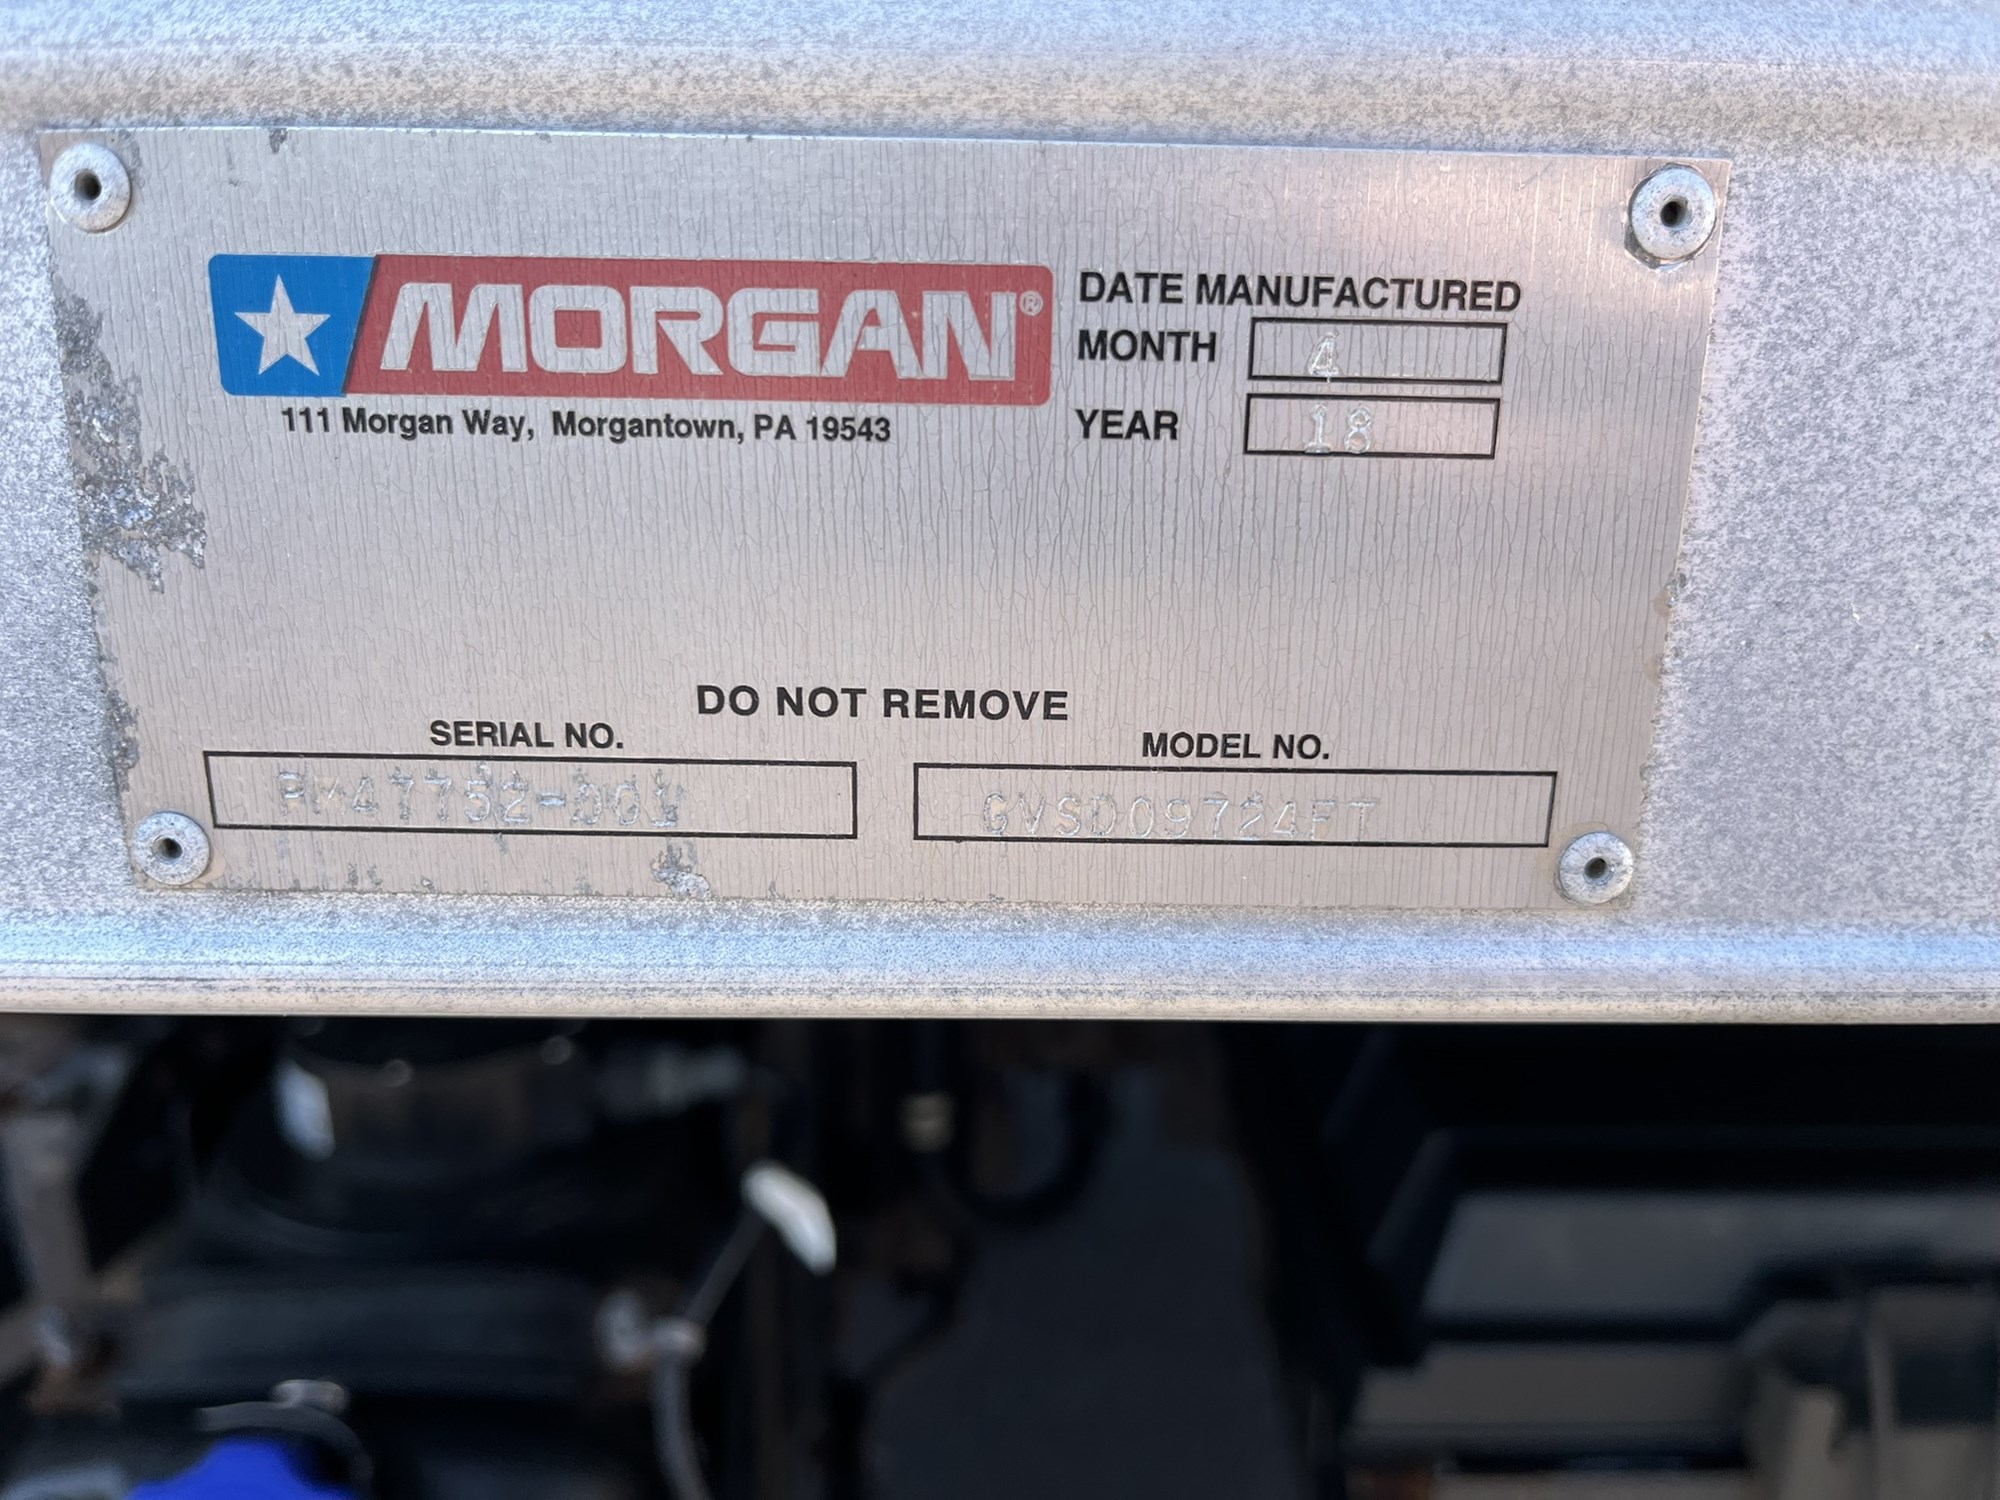 MORGAN®
111 Morgan Way, Morgantown, PA 19543
DATE MANUFACTURED
MONTH 4
YEAR 18
DO NOT REMOVE
SERIAL NO.
MODEL NO.
GVSD09724FT